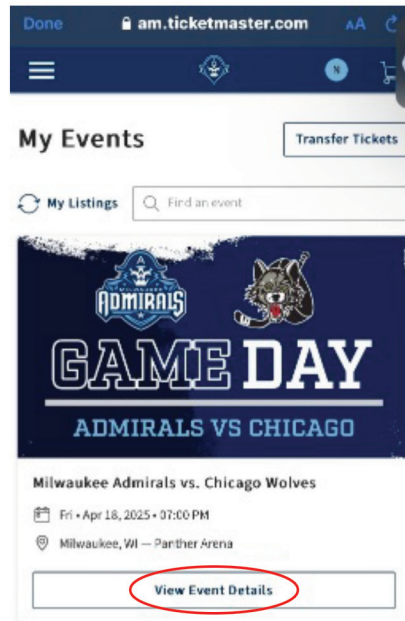 Done am.ticketmaster.com AA
N
My Events
Transfer Tickets
My Listings
Find an event
MILWAUKEE
ADMIRALS
GAME DAY
ADMIRALS VS CHICAGO
Milwaukee Admirals vs. Chicago Wolves
Fri • Apr 18, 2025 • 07:00 PM
Milwaukee, WI — Panther Arena
View Event Details